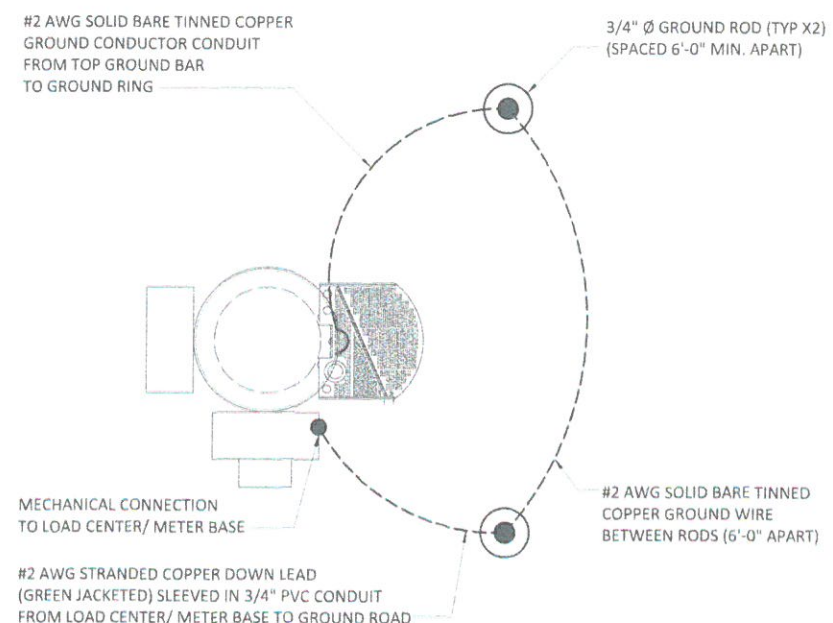 #2 AWG SOLID BARE TINNED COPPER
GROUND CONDUCTOR CONDUIT
FROM TOP GROUND BAR
TO GROUND RING
3/4" Ø GROUND ROD (TYP X2)
(SPACED 6'-0" MIN. APART)
MECHANICAL CONNECTION
TO LOAD CENTER/ METER BASE
#2 AWG SOLID BARE TINNED
COPPER GROUND WIRE
BETWEEN RODS (6'-0" APART)
#2 AWG STRANDED COPPER DOWN LEAD
(GREEN JACKETED) SLEEVED IN 3/4" PVC CONDUIT
FROM LOAD CENTER/ METER BASE TO GROUND ROAD